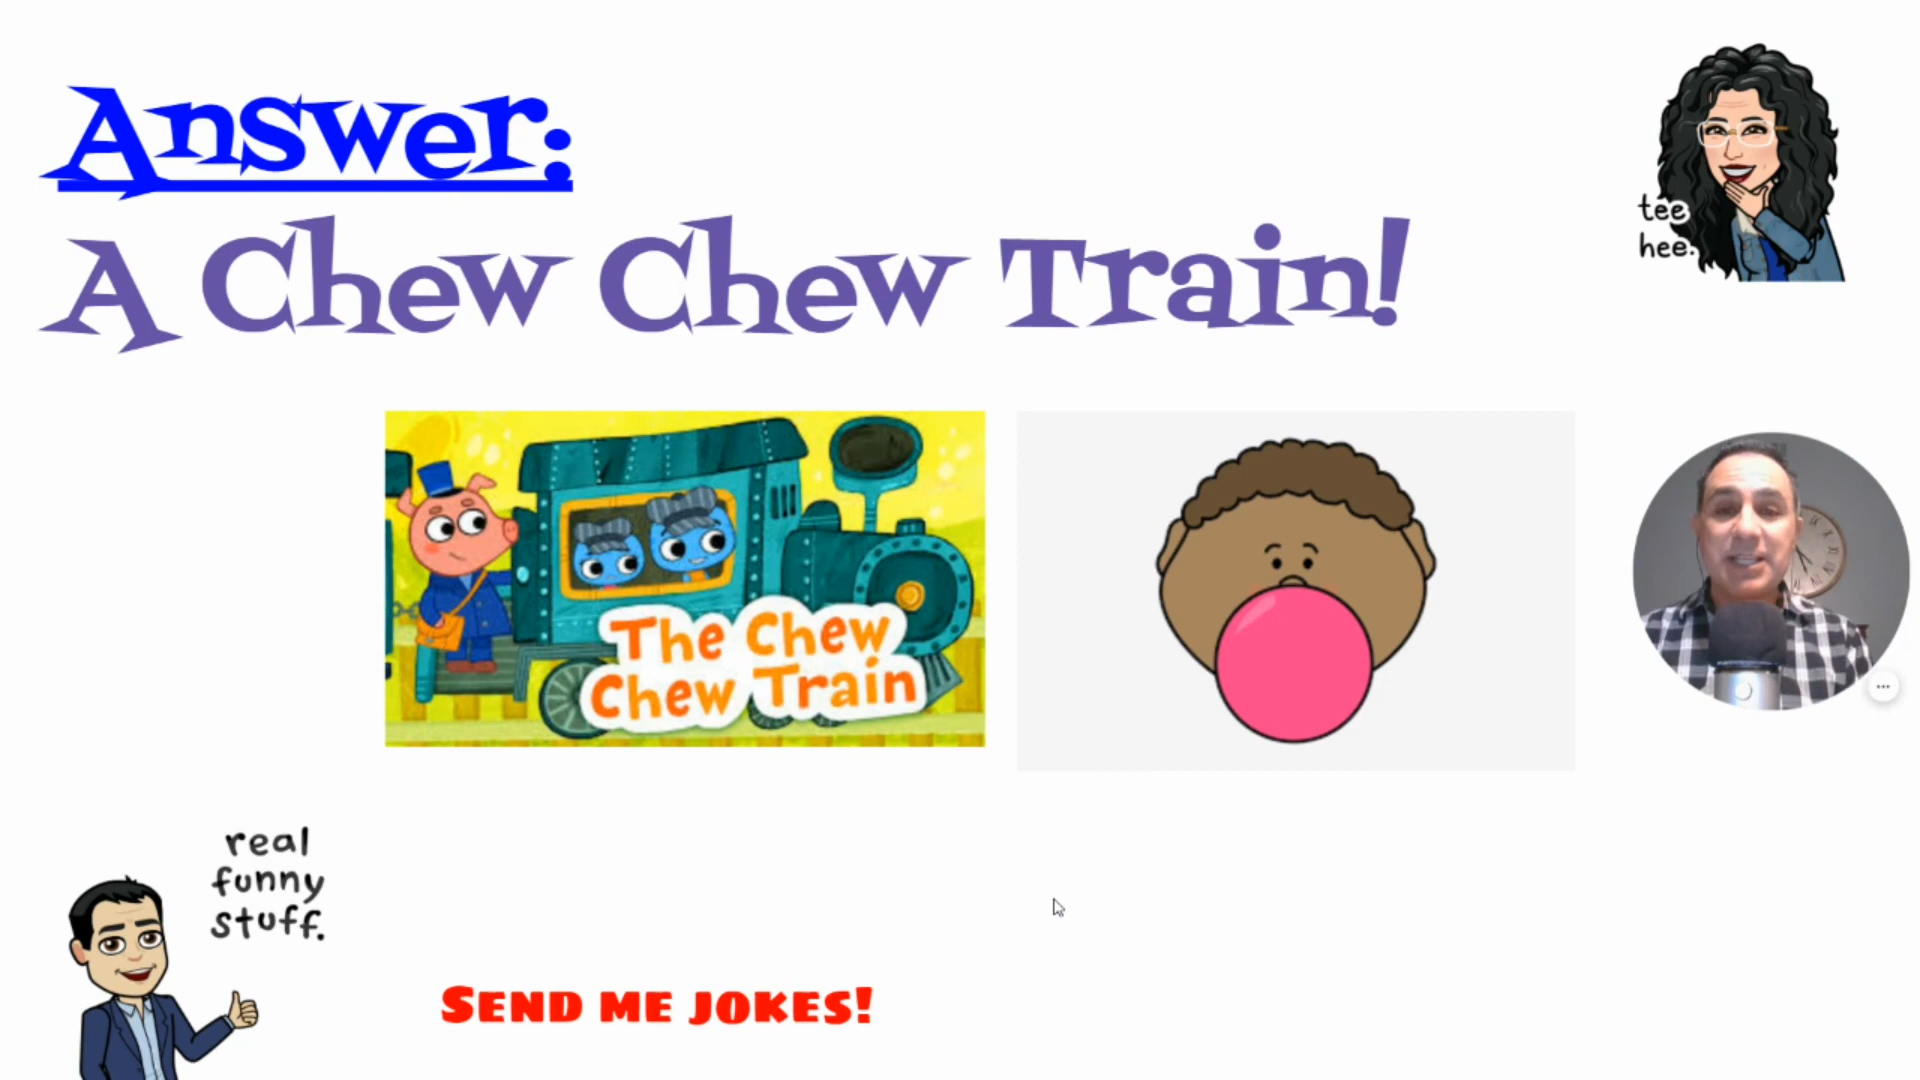 Answer:
A Chew Chew Train!
tee
hee.
The Chew
Chew Train
real
funny
stuff.
Send me jokes!